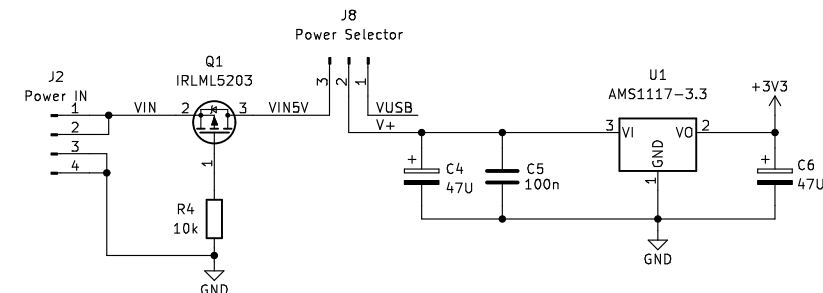 J8
Power Selector
Q1
IRLML5203
J2
Power IN
1
2
3
4
VIN
2
3
1
VIN5V
3
2
1
VUSB
V+
R4
10k
GND
C4
47U
+
C5
100n
U1
AMS1117-3.3
3
VI
VO
2
GND
1
GND
+3V3
+
C6
47U